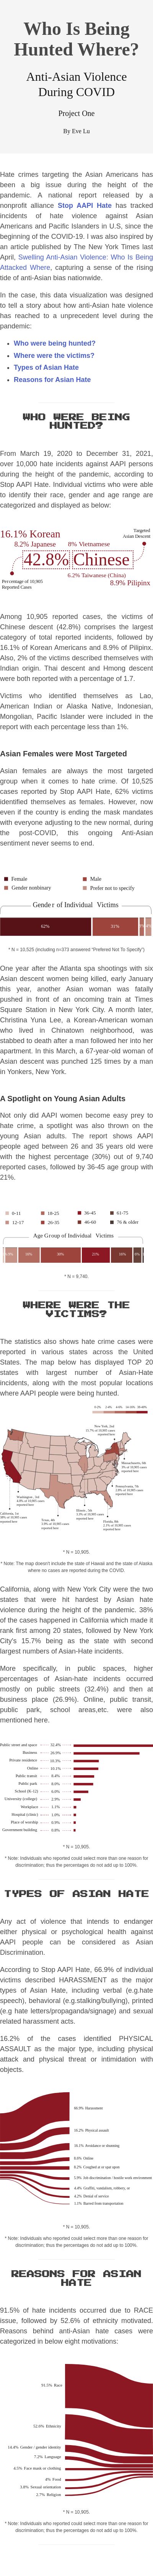 Who Is Being
Hunted Where?
Anti-Asian Violence
During COVID
Project One
By Eve Lu
Hate crimes targeting the Asian Americans has
been a big issue during the height of the
pandemic. A national report released by a
nonprofit alliance Stop AAPI Hate has tracked
incidents of hate violence against Asian
Americans and Pacific Islanders in U.S, since the
beginning of the COVID-19. I was also inspired by
an article published by The New York Times last
April, Swelling Anti-Asian Violence: Who Is Being
Attacked Where, capturing a sense of the rising
tide of anti-Asian bias nationwide.
In the case, this data visualization was designed
to tell a story about how anti-asian hate violence
has reached to a unprecedented level during the
pandemic:
Who were being hunted?
Where were the victims?
Types of Asian Hate
Reasons for Asian Hate
WHO WERE BEING
HUNTED?
From March 19, 2020 to December 31, 2021,
over 10,000 hate incidents against AAPI persons
during the height of the pandemic, according to
Stop AAPI Hate. Individual victims who reported to
identify their race, gender and age range are
categorized and displayed as below:
Targeted
Asian Descent
16.1% Korean
8.2% Japanese 8% Vietnamese
42.8% Chinese
6.2% Taiwanese (China)
Percentage of 10,905
Reported Cases
8.9% Pilipinx
Among 10,905 reported cases, the victims of
Chinese Descent (42.8%) comprises the largest
category out of the Asian population, followed by
16.1% of Korean Americans and 8.9% of Pilipinx.
Also, 2% of the individual victims identified as
Indian origin. Thai descent and Hmong descent
were both reported a percentage of 1.7.
Victims who identified themselves as Lao,
American Indian or Alaska Native, Indonesian,
Mongolian, Pacific Islander were included in the
report with each percentage less than 1%.
Asian Females were Most Targeted
Asian females are always the most targeted
group when it comes to hate crime. Of 10,525
cases reported by Stop AAPI Hate, 62% victims
identified themselves as females. However, now
even if the country is ending the mask mandates
with everyone turning back to the new normal,
during the post-COVID, this ongoing Anti-Asian
sentiment never seems to end.
Female
Male
Gender nonbinary
Prefer not to specify
Gender of Individual Victims
62%
31%
* N = 10,525 (including n=373 answered "Prefered Not To Specify")
One year after the Atlanta spa shootings with six
Asian descent women being killed, early January
this year, another Asian woman was fatally
pushed in front of an oncoming train at Times
Square Station in New York City. A month later,
Christina Yuna Lee, a Korean-American woman
who lived in Chinatown neighborhood, was
stabbed to death after a man followed her into her
apartment. In this March, a 67-year-old woman of
Asian descent was punched 125 times by a man
in Yonkers, New York.
A Spotlight on Young Asian Adults
Not only did AAPI women become easy prey to
hate crime, a spotlight was also thrown on the
young Asian adults. The report shows AAPI
people aged between 26 and 35 years old were
with the highest percentage (30%) out of 9,740
reported cases, followed by 36-45 age group with
21%.
0-11
18-25
36-45
61-75
12-17
26-35
46-60
76 & older
Age Group of Individual Victims
16%
30%
21%
16%
* N = 9,740.
WHERE WERE THE
VICTIMS?
The statistics also shows hate crime cases were
reported in various states across the United
States. The map below has displayed TOP 20
states with largest number of Anti-Asian hate
incidents, along with the most popular locations
where AAPI people were being hunted.
* N = 10,905.
* Note: The map doesn't include the state of Hawaii and the state of Alaska
where no cases are reported during the COVID.
California, along with New York City were the two
states that were hit hardest by Asian hate
violence during the height of pandemic. 38% of
the cases happened in California which made it
rank first among 20 states, followed by New York
City's 15.7% being as the state with second
largest numbers of Asian-Hate incidents.
More specifically, in public spaces, higher
percentages of Asian-hate incidents occurred
mostly on public streets (32.4%) and then at
business place (26.9%). Online, public transit,
public park, school areas,etc. were also
mentioned here.
Public street and space 32.4%
Business 26.9%
Private residence 10.3%
Online 10.1%
Public transit 8.4%
Public park 8.0%
School (K-12) 6.0%
University (college) 2.9%
Workplace 1.1%
Hospital (clinic) 1.0%
Place of worship 0.9%
Government building 0.8%
* N = 10,905.
* Note: Individuals who reported could select more than one reason for
discrimination; thus the percentages do not add up to 100%.
TYPES OF ASIAN HATE
Any act of violence that intends to endanger
either physical or psychological health against
AAPI people can be considered as Asian
Discrimination.
According to Stop AAPI Hate, 66.9% of individual
victims described HARASSMENT as the major
types of Asian Hate, including verbal (e.g.hate
speech), behavioral (e.g.stalking/bullying), printed
(e.g hate letters/propaganda/signage) and sexual
related harassment acts.
16.2% of the cases identified PHYSICAL
ASSAULT as the major type, including physical
attack and physical threat or intimidation with
objects.
66.9% Harassment
16.2% Physical assault
16.1% Avoidance or shunning
8.6% Online
8.2% Coughed at or spat upon
5.9% Job discrimination / hostile work environment
4.4% Graffiti, vandalism, robbery, or
4.2% Denial of service
1.1% Barred from transportation
* N = 10,905.
* Note: Individuals who reported could select more than one reason for
discrimination; thus the percentages do not add up to 100%.
REASONS FOR ASIAN
HATE
91.5% of hate incidents occurred due to RACE
issue, followed by 52.6% of ethnicity motivated.
Reasons behind anti-Asian hate cases were
categorized in below eight motivations:
91.5% Race
52.6% Ethnicity
14.4% Gender / gender identity
7.2% Language
4.5% Face mask or clothing
4% Food
3.8% Sexual orientation
2.7% Religion
* N = 10,905.
* Note: Individuals who reported could select more than one reason for
discrimination; thus the percentages do not add up to 100%.